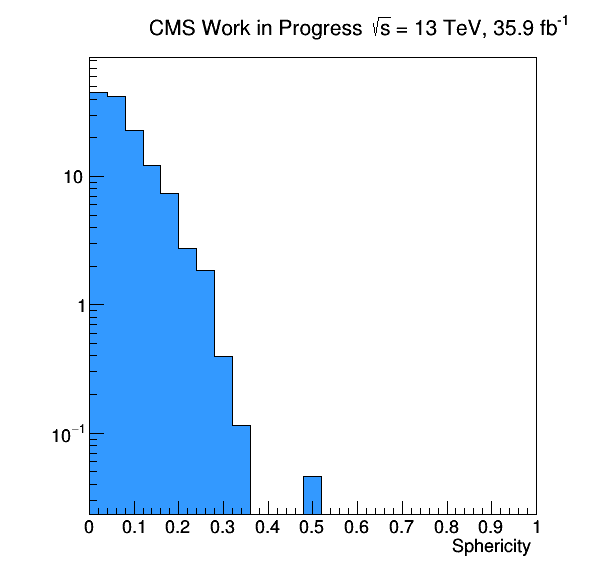 CMS Work in Progress √s = 13 TeV, 35.9 fb⁻¹
10
1
10⁻¹
0 0.1 0.2 0.3 0.4 0.5 0.6 0.7 0.8 0.9 1
Sphericity